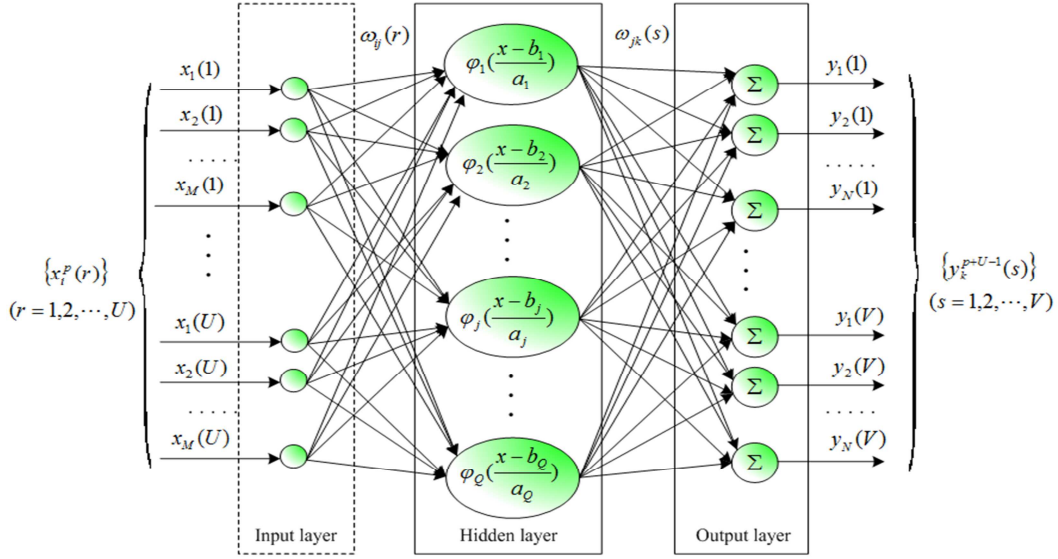 {x_i^p(r)}
(r = 1,2,⋯,U)
x_1(1)
x_2(1)
.....
x_M(1)
x_1(U)
x_2(U)
.....
x_M(U)
Input layer
ω_ij(r)
φ_1((x − b_1)/a_1)
φ_2((x − b_2)/a_2)
φ_j((x − b_j)/a_j)
φ_Q((x − b_Q)/a_Q)
Hidden layer
ω_jk(s)
Σ
Σ
Σ
Σ
Σ
Σ
Output layer
y_1(1)
y_2(1)
.....
y_N(1)
y_1(V)
y_2(V)
.....
y_N(V)
{y_k^{p+U−1}(s)}
(s = 1,2,⋯,V)